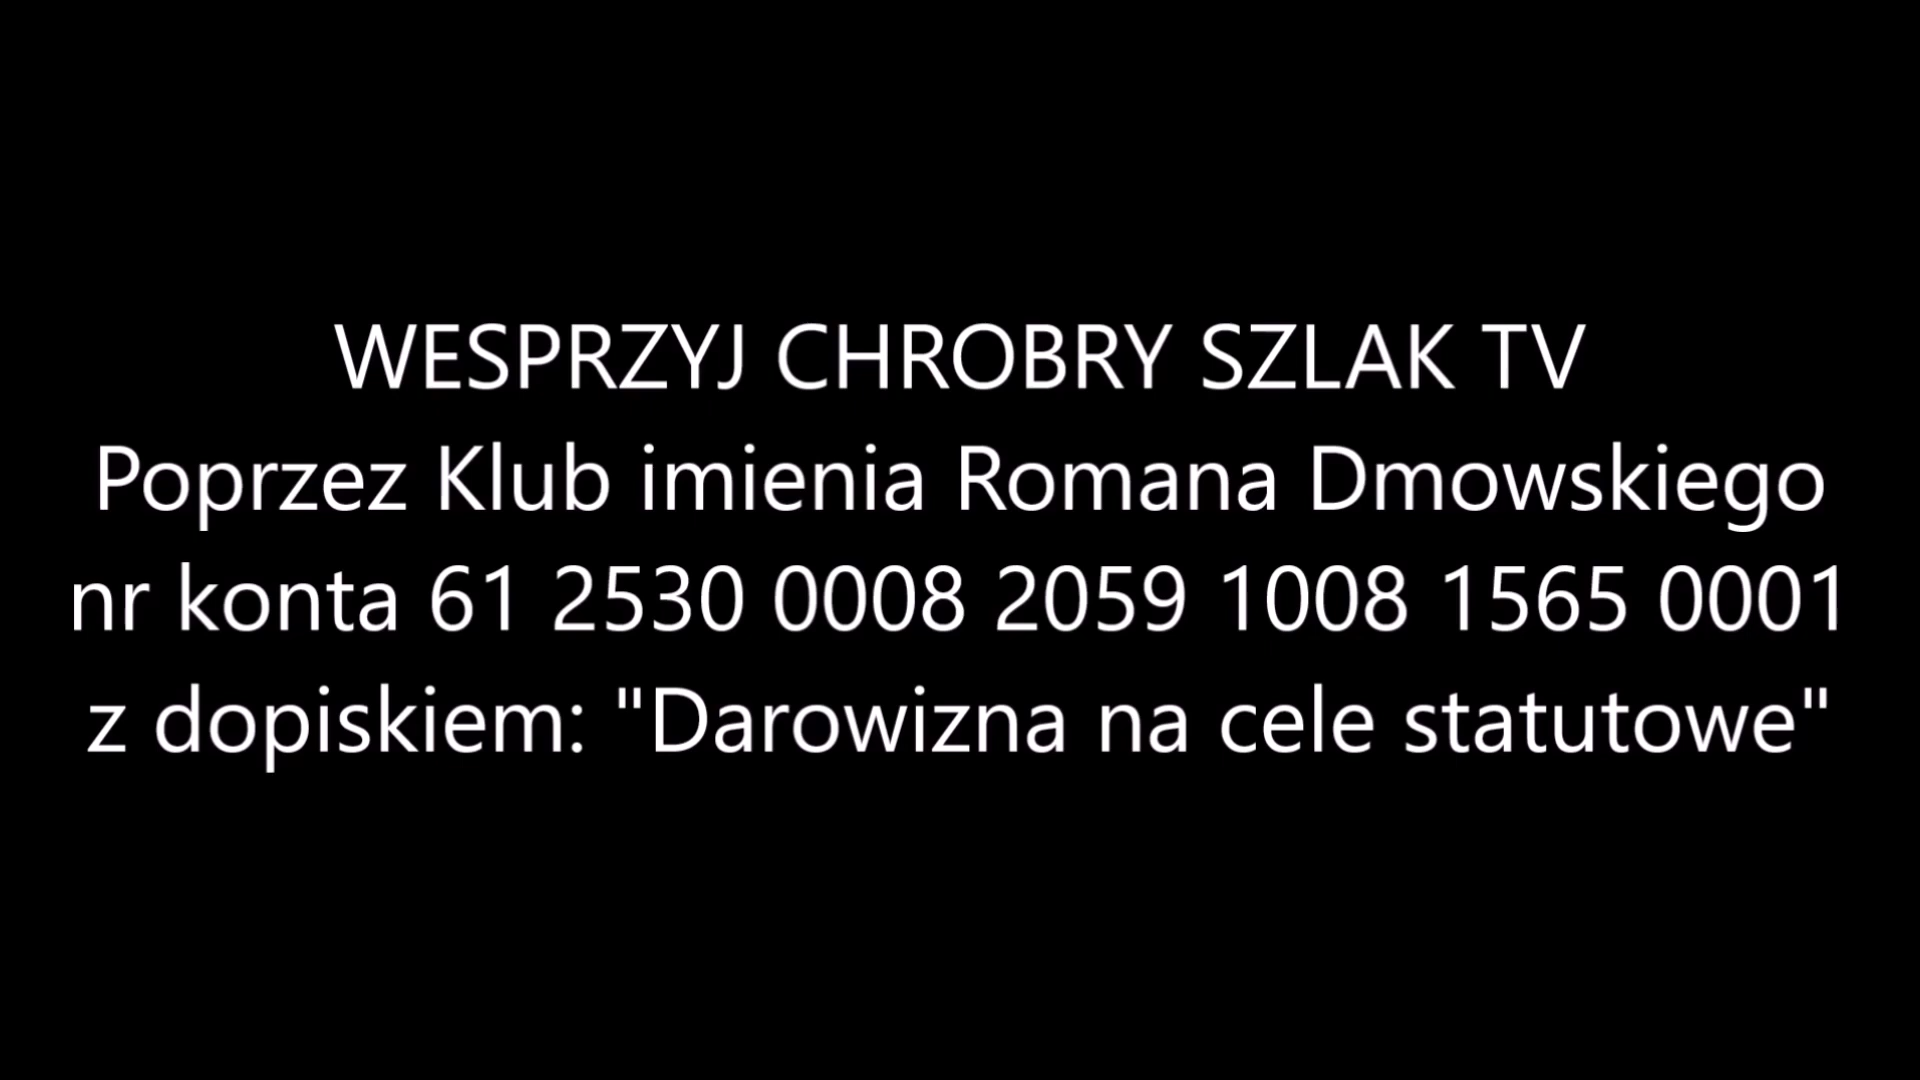 WESPRZYJ CHROBRY SZLAK TV
Poprzez Klub imienia Romana Dmowskiego
nr konta 61 2530 0008 2059 1008 1565 0001
z dopiskiem: "Darowizna na cele statutowe"